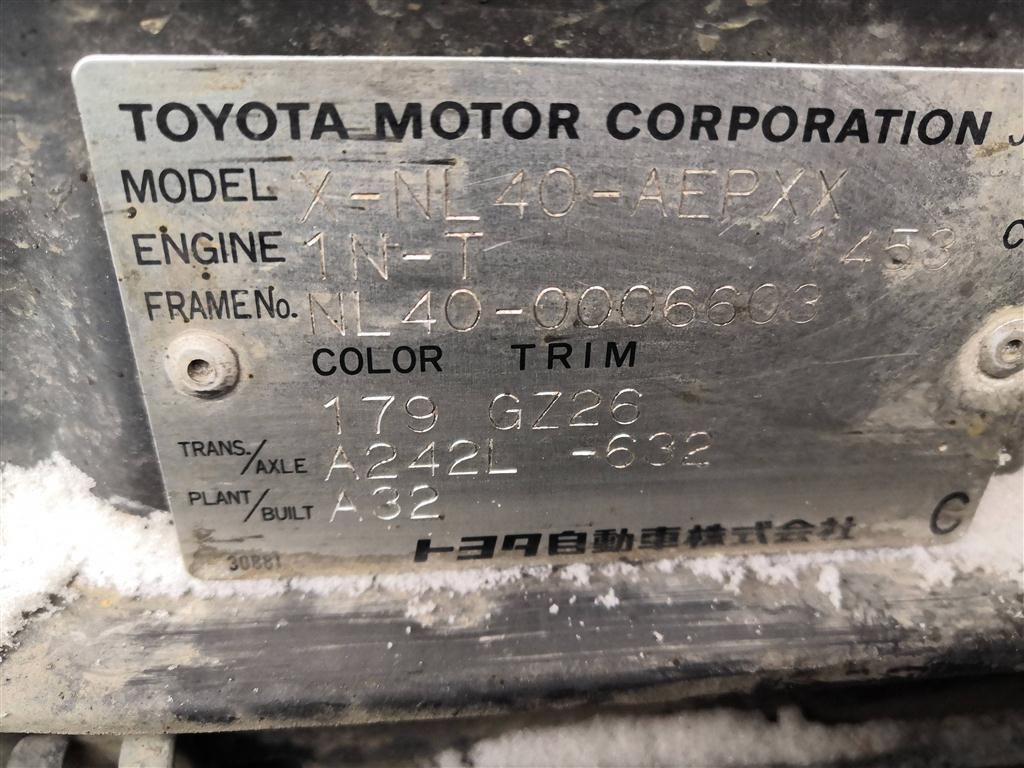 TOYOTA MOTOR CORPORATION J
MODEL X-NL40-AEPXX
ENGINE 1N-T 1453 C
FRAME No. NL40-0006603
COLOR TRIM
179 GZ26
TRANS./AXLE A242L -632
PLANT/BUILT A32
C
トヨタ自動車株式会社
30881